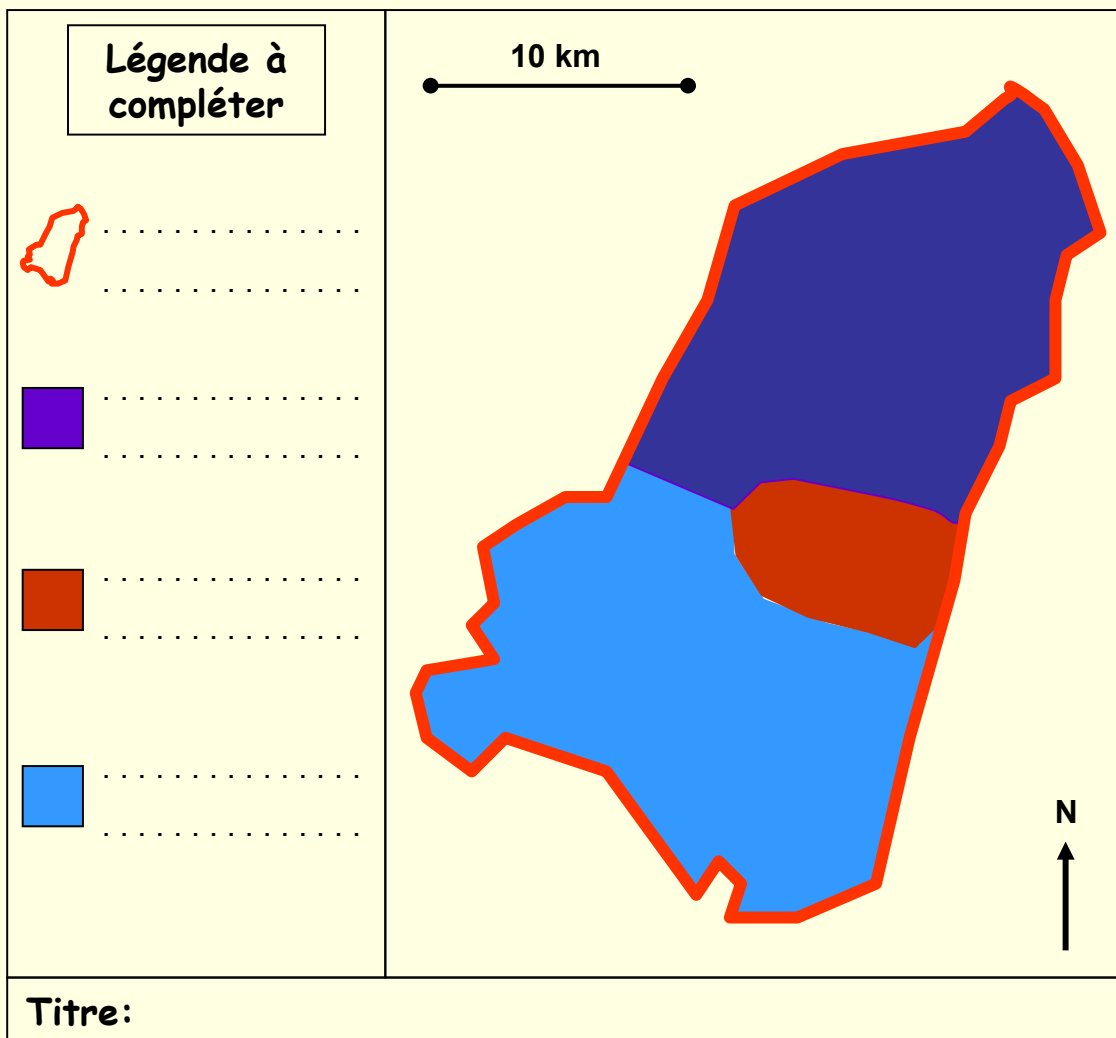 Légende à
compléter
10 km
. . . . . . . . . . . . . . .
. . . . . . . . . . . . . . .
. . . . . . . . . . . . . . .
. . . . . . . . . . . . . . .
. . . . . . . . . . . . . . .
. . . . . . . . . . . . . . .
. . . . . . . . . . . . . . .
. . . . . . . . . . . . . . .
N
Titre: